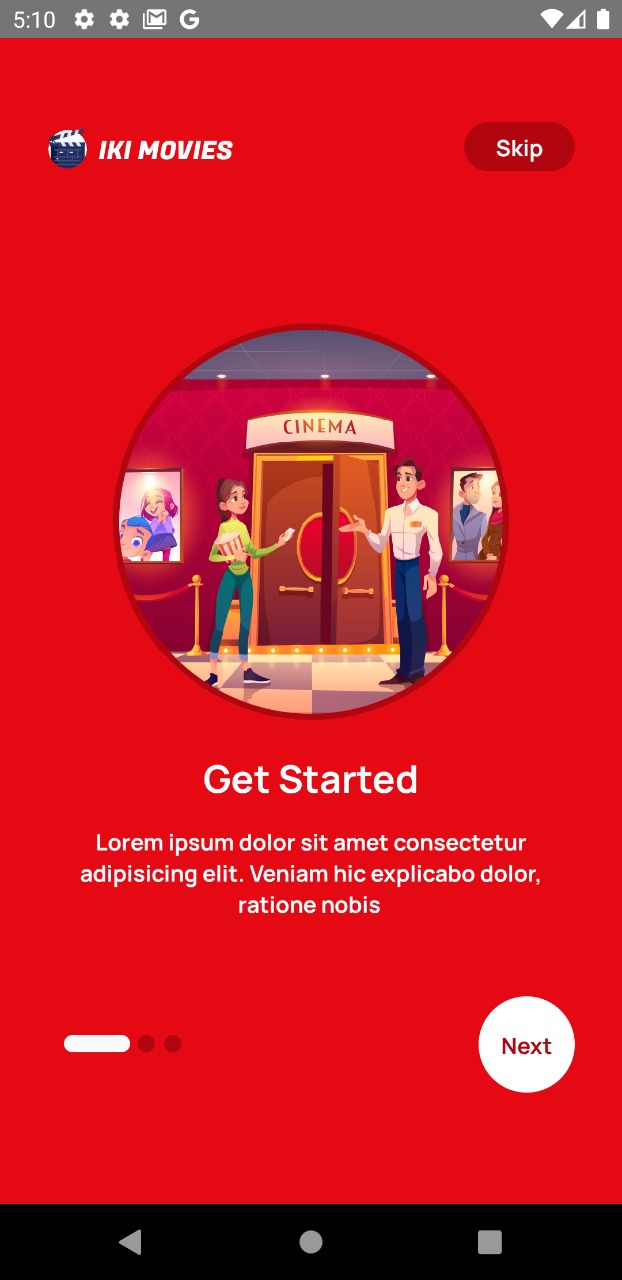 5:10
IKI MOVIES
Skip
CINEMA
Get Started
Lorem ipsum dolor sit amet consectetur
adipisicing elit. Veniam hic explicabo dolor,
ratione nobis
Next